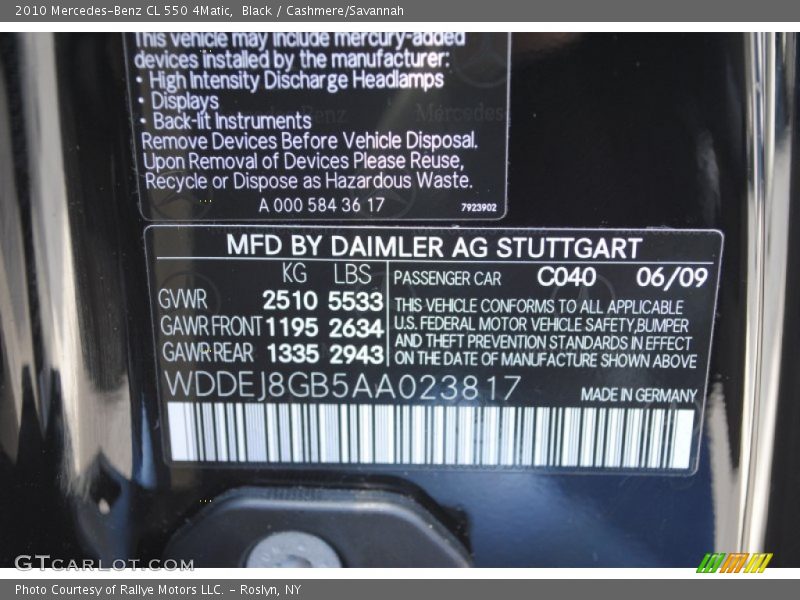 2010 Mercedes-Benz CL 550 4Matic, Black / Cashmere/Savannah
This vehicle may include mercury-added
devices installed by the manufacturer:
• High Intensity Discharge Headlamps
• Displays
• Back-lit Instruments
Remove Devices Before Vehicle Disposal.
Upon Removal of Devices Please Reuse,
Recycle or Dispose as Hazardous Waste.
A 000 584 36 17 7923902
MFD BY DAIMLER AG STUTTGART
KG LBS PASSENGER CAR C040 06/09
GVWR 2510 5533
GAWR FRONT 1195 2634
GAWR REAR 1335 2943
THIS VEHICLE CONFORMS TO ALL APPLICABLE
U.S. FEDERAL MOTOR VEHICLE SAFETY,BUMPER
AND THEFT PREVENTION STANDARDS IN EFFECT
ON THE DATE OF MANUFACTURE SHOWN ABOVE
WDDEJ8GB5AA023817 MADE IN GERMANY
GTCARLOT.COM
Photo Courtesy of Rallye Motors LLC. - Roslyn, NY